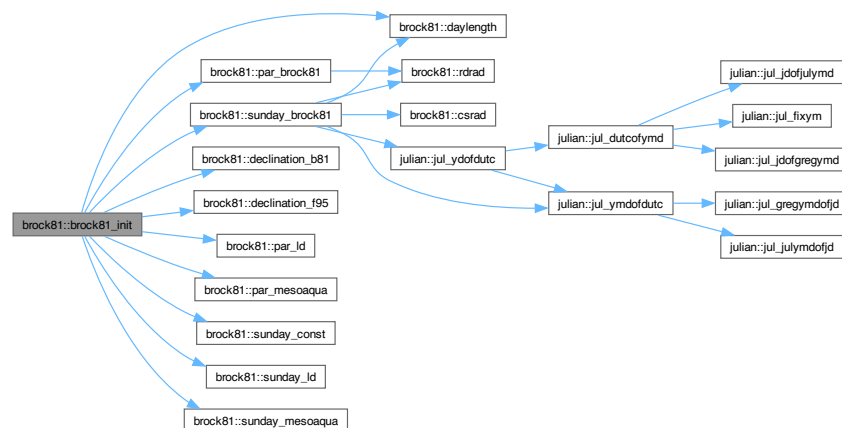 brock81::brock81_init
brock81::daylength
brock81::par_brock81
brock81::rdrad
brock81::sunday_brock81
brock81::csrad
brock81::declination_b81
brock81::declination_f95
brock81::par_ld
brock81::par_mesoaqua
brock81::sunday_const
brock81::sunday_ld
brock81::sunday_mesoaqua
julian::jul_ydofdutc
julian::jul_dutcofymd
julian::jul_ymdofdutc
julian::jul_jdofjulymd
julian::jul_fixym
julian::jul_jdofgregymd
julian::jul_gregymdofjd
julian::jul_julymdofjd